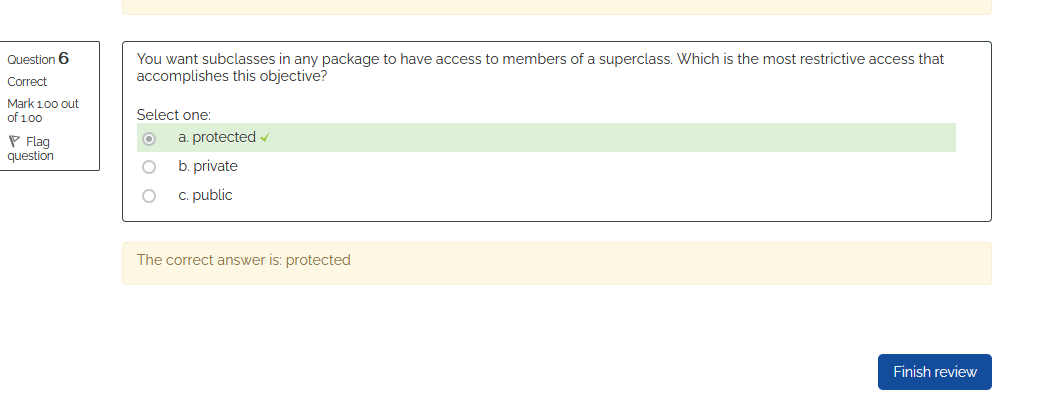 Question 6
Correct
Mark 1.00 out
of 1.00
Flag
question
You want subclasses in any package to have access to members of a superclass. Which is the most restrictive access that
accomplishes this objective?
Select one:
a. protected
b. private
c. public
The correct answer is: protected
Finish review